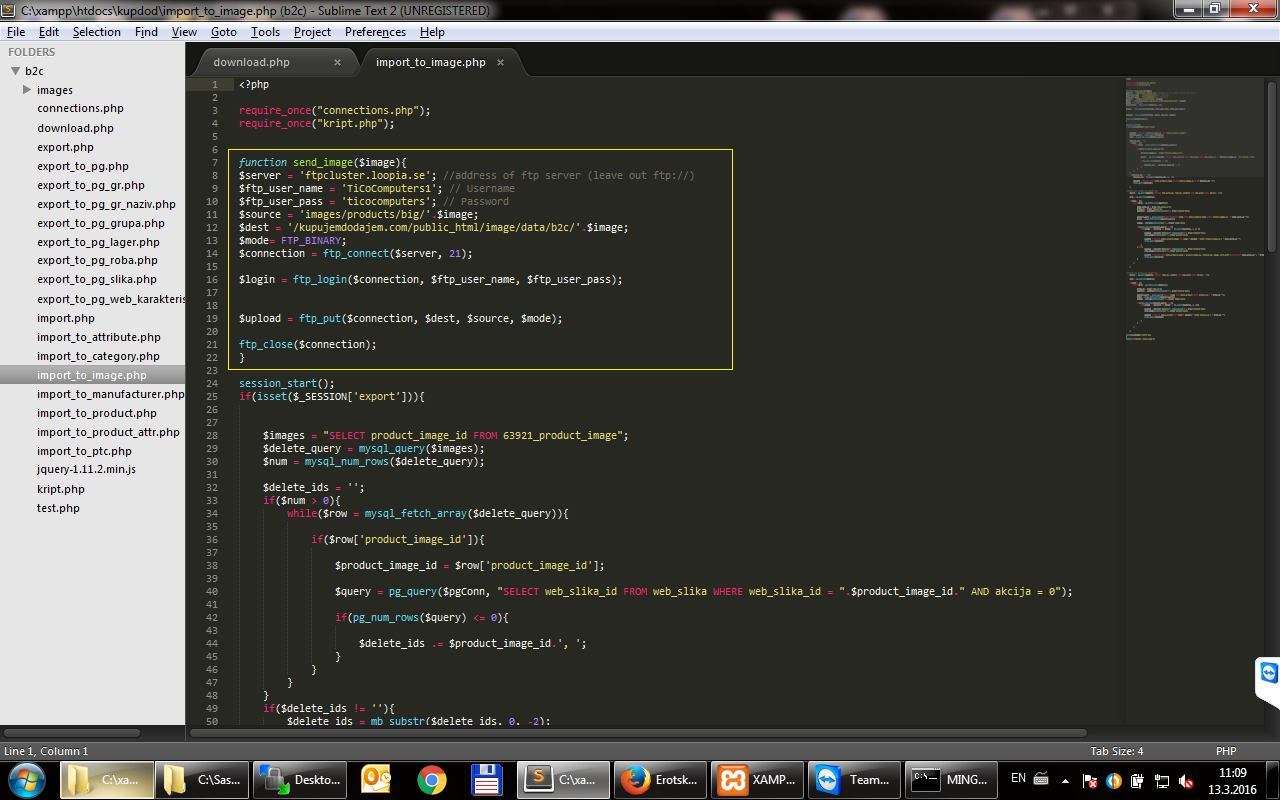 C:\xampp\htdocs\kupdod\import_to_image.php (b2c) - Sublime Text 2 (UNREGISTERED)
File Edit Selection Find View Goto Tools Project Preferences Help
FOLDERS
b2c
images
connections.php
download.php
export.php
export_to_pg.php
export_to_pg_gr.php
export_to_pg_gr_naziv.php
export_to_pg_grupa.php
export_to_pg_lager.php
export_to_pg_roba.php
export_to_pg_slika.php
export_to_pg_web_karakteris
import.php
import_to_attribute.php
import_to_category.php
import_to_image.php
import_to_manufacturer.php
import_to_product.php
import_to_product_attr.php
import_to_ptc.php
jquery-1.11.2.min.js
kript.php
test.php
download.php × import_to_image.php ×
1 <?php
2
3 require_once("connections.php");
4 require_once("kript.php");
5
6
7 function send_image($image){
8 $server = 'ftpcluster.loopia.se'; //address of ftp server (leave out ftp://)
9 $ftp_user_name = 'TiCoComputers1'; // Username
10 $ftp_user_pass = 'ticocomputers'; // Password
11 $source = 'images/products/big/'.$image;
12 $dest = '/kupujemdodajem.com/public_html/image/data/b2c/'.$image;
13 $mode= FTP_BINARY;
14 $connection = ftp_connect($server, 21);
15
16 $login = ftp_login($connection, $ftp_user_name, $ftp_user_pass);
17
18
19 $upload = ftp_put($connection, $dest, $source, $mode);
20
21 ftp_close($connection);
22 }
23
24 session_start();
25 if(isset($_SESSION['export'])){
26
27
28 $images = "SELECT product_image_id FROM 63921_product_image";
29 $delete_query = mysql_query($images);
30 $num = mysql_num_rows($delete_query);
31
32 $delete_ids = '';
33 if($num > 0){
34 while($row = mysql_fetch_array($delete_query)){
35
36 if($row['product_image_id']){
37
38 $product_image_id = $row['product_image_id'];
39
40 $query = pg_query($pgConn, "SELECT web_slika_id FROM web_slika WHERE web_slika_id = ".$product_image_id." AND akcija = 0");
41
42 if(pg_num_rows($query) <= 0){
43
44 $delete_ids .= $product_image_id.', ';
45 }
46 }
47 }
48 }
49 if($delete_ids != ''){
50 $delete_ids = mb_substr($delete_ids, 0, -2);
Line 1, Column 1 Tab Size: 4 PHP
C:\xa... C:\Sas... Deskto... C:\xa... Erotsk... XAMP... Team... MING... EN 11:09
13.3.2016